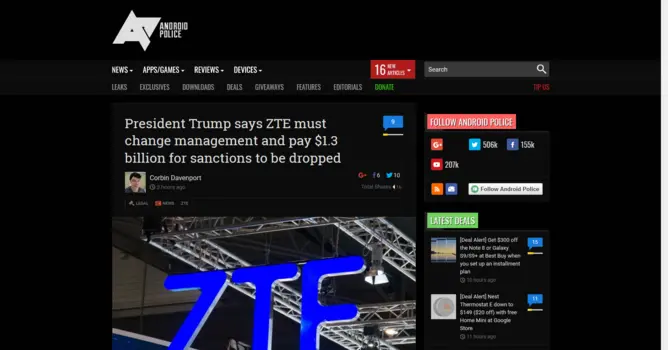 ANDROID
POLICE
NEWS
APPS/GAMES
REVIEWS
DEVICES
16 NEW ARTICLES
Search
LEAKS
EXCLUSIVES
DOWNLOADS
DEALS
GIVEAWAYS
FEATURES
EDITORIALS
DONATE
TIP US
President Trump says ZTE must
change management and pay $1.3
billion for sanctions to be dropped
9
Corbin Davenport
3 hours ago
G+
6
10
Total Shares
LEGAL
NEWS
ZTE
ZTE
FOLLOW ANDROID POLICE
G+
506k
155k
207k
Follow Android Police
LATEST DEALS
[Deal Alert] Get $300 off
the Note 8 or Galaxy
S9/S9+ at Best Buy when
you set up an installment
plan
10 hours ago
[Deal Alert] Nest
Thermostat E down to
$149 ($20 off) with free
Home Mini at Google
Store
11 hours ago
11